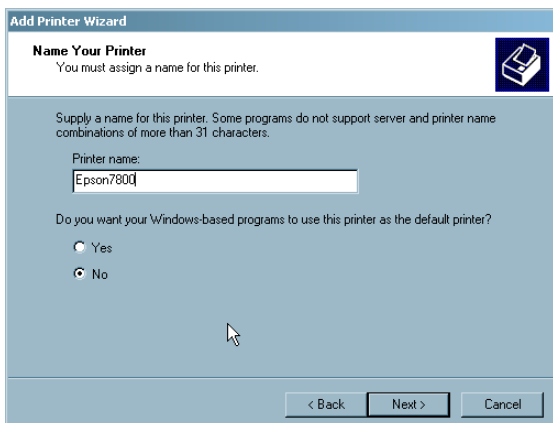 Add Printer Wizard
Name Your Printer
You must assign a name for this printer.
Supply a name for this printer. Some programs do not support server and printer name
combinations of more than 31 characters.
Printer name:
Epson7800
Do you want your Windows-based programs to use this printer as the default printer?
Yes
No
< Back Next > Cancel